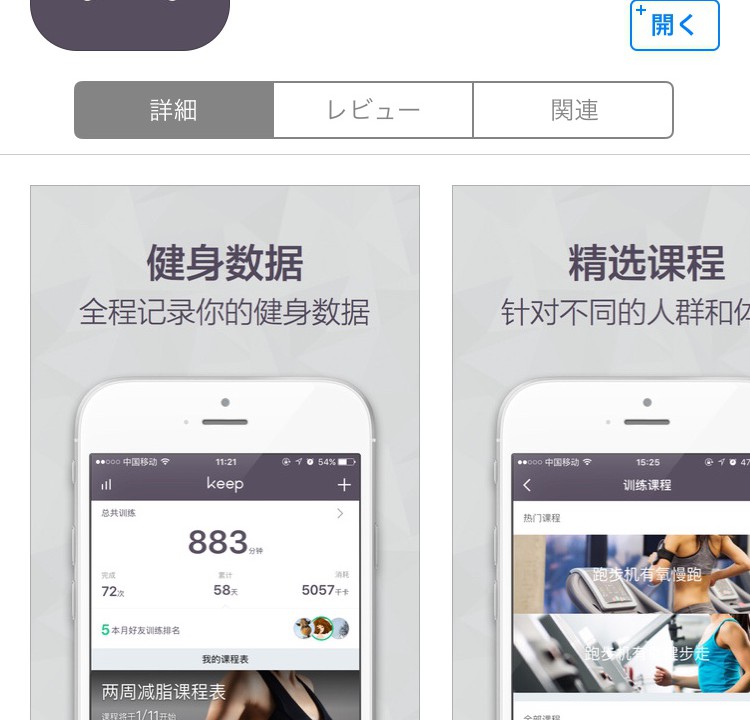 開く
詳細
レビュー
関連
健身数据
全程记录你的健身数据
中国移动
11:21
54%
keep
总共训练
883分钟
完成
累计
消耗
72次
58天
5057千卡
5本月好友训练排名
我的课程表
两周减脂课程表
课程将于1/11开始
精选课程
针对不同的人群和
中国移动
15:25
47
训练课程
热门课程
跑步机有氧慢跑
跑步机有氧健步走
全部课程